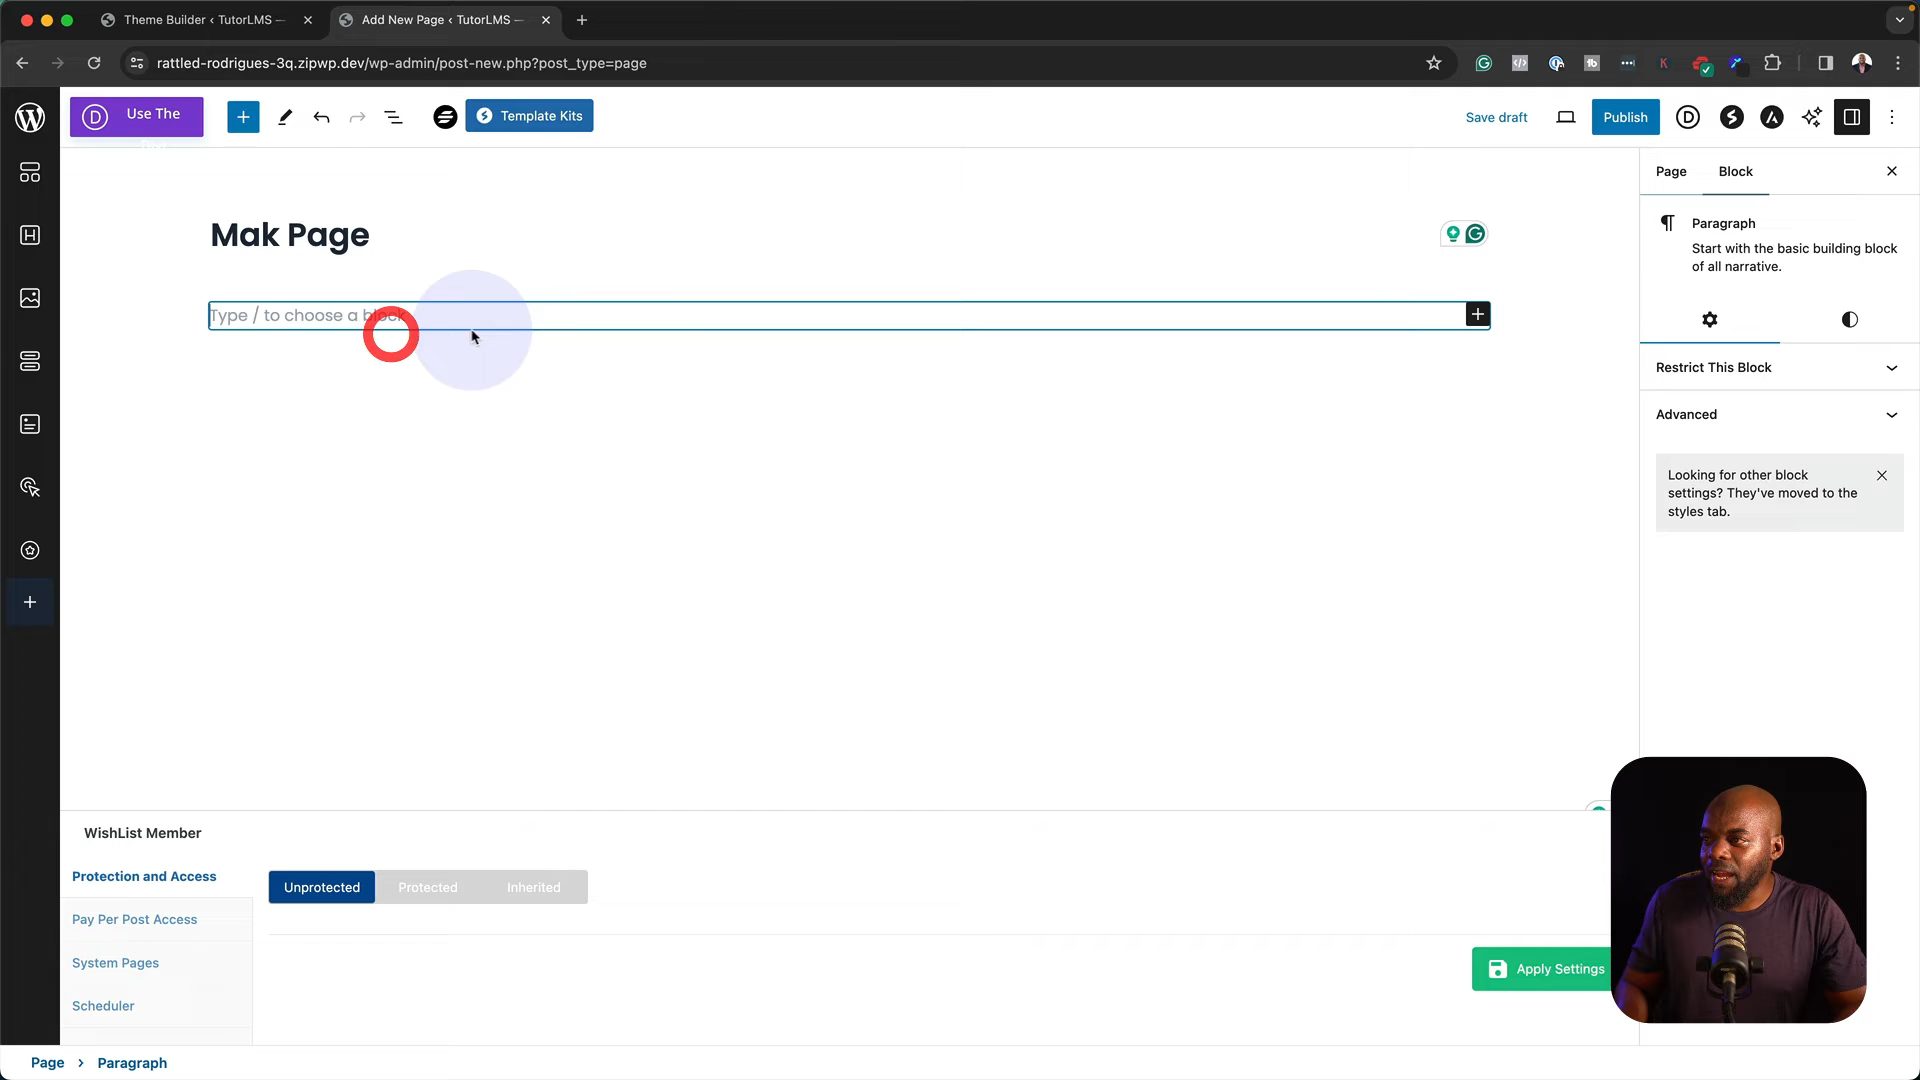 Theme Builder ‹ TutorLMS —
Add New Page ‹ TutorLMS —
rattled-rodrigues-3q.zipwp.dev/wp-admin/post-new.php?post_type=page
Use The
Template Kits
Save draft
Publish
Page
Block
Mak Page
Paragraph
Start with the basic building block
of all narrative.
Type / to choose a block
Restrict This Block
Advanced
Looking for other block
settings? They've moved to the
styles tab.
WishList Member
Protection and Access
Unprotected
Protected
Inherited
Pay Per Post Access
System Pages
Apply Settings
Scheduler
Page › Paragraph